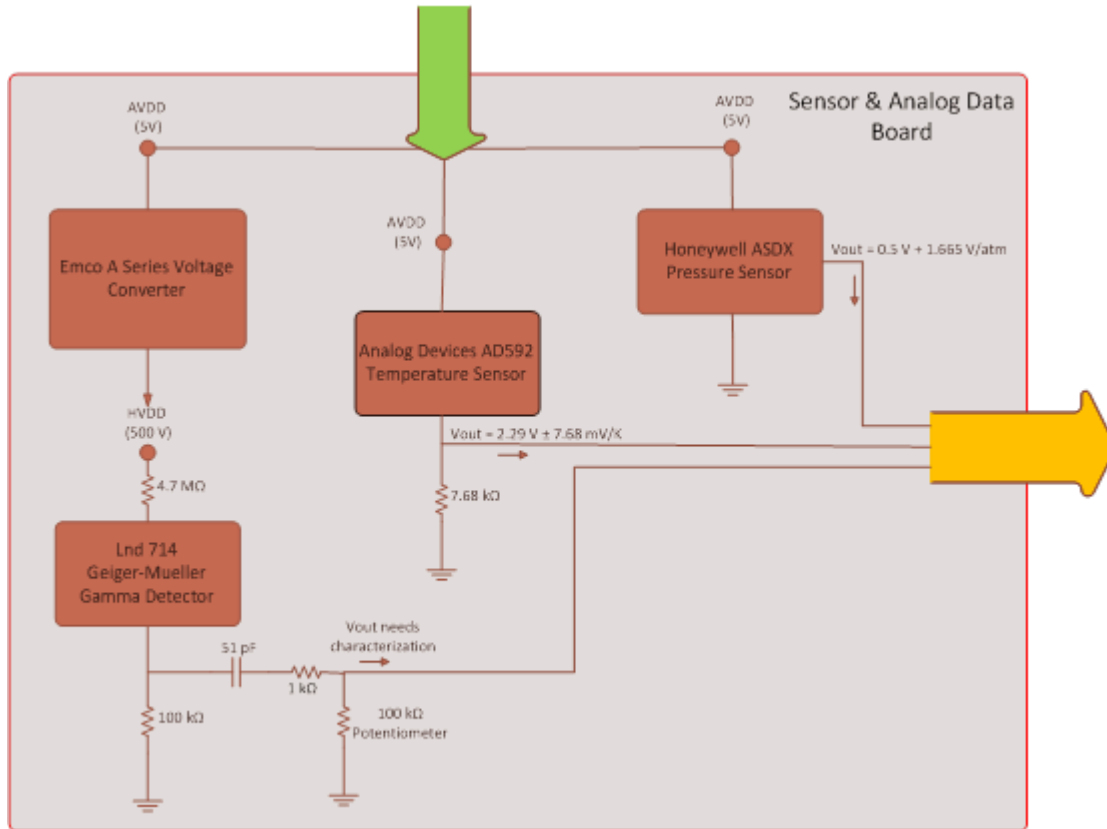 Sensor & Analog Data
Board
AVDD
(5V)
AVDD
(5V)
AVDD
(5V)
Emco A Series Voltage
Converter
Honeywell ASDX
Pressure Sensor
Vout = 0.5 V + 1.665 V/atm
Analog Devices AD592
Temperature Sensor
HVDD
(500 V)
Vout = 2.29 V ± 7.68 mV/K
4.7 MΩ
7.68 kΩ
Lnd 714
Geiger-Mueller
Gamma Detector
Vout needs
characterization
51 pF
1 kΩ
100 kΩ
100 kΩ
Potentiometer